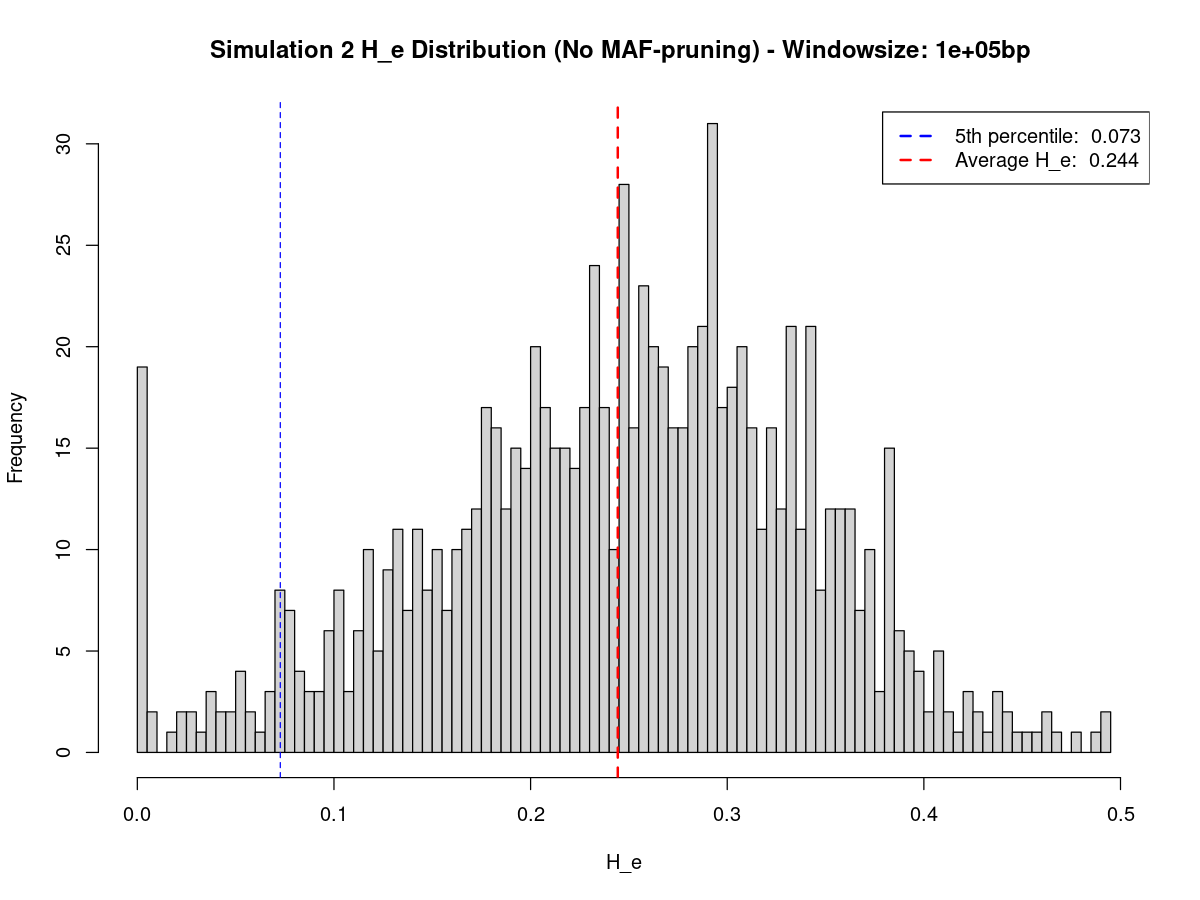 Simulation 2 H_e Distribution (No MAF-pruning) - Windowsize: 1e+05bp
5th percentile: 0.073
Average H_e: 0.244
30
25
20
15
10
5
0
Frequency
0.0 0.1 0.2 0.3 0.4 0.5
H_e